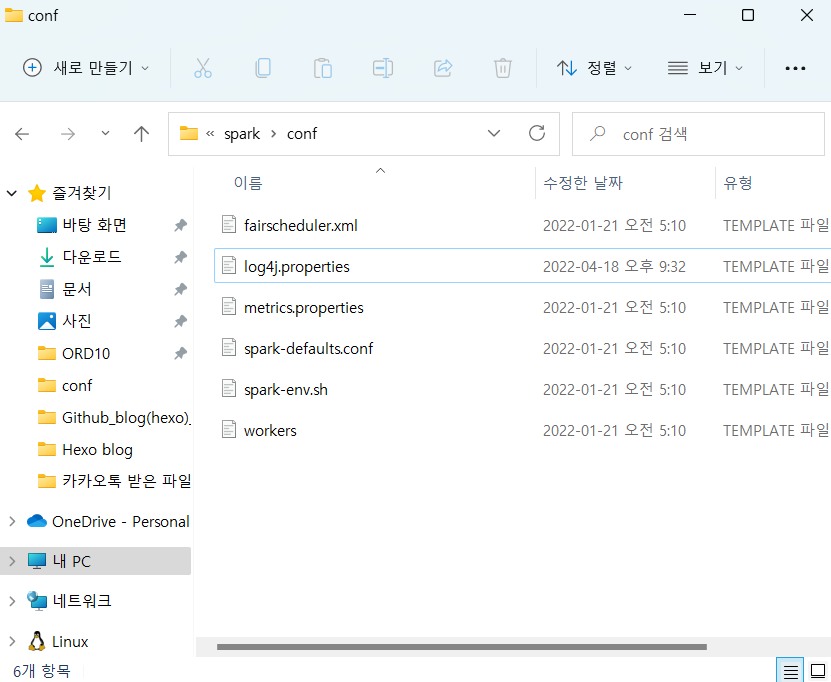 conf
새로 만들기
정렬
보기
« spark › conf
conf 검색
즐겨찾기
바탕 화면
다운로드
문서
사진
ORD10
conf
Github_blog(hexo)_
Hexo blog
카카오톡 받은 파일
OneDrive - Personal
내 PC
네트워크
Linux
이름 수정한 날짜 유형
fairscheduler.xml 2022-01-21 오전 5:10 TEMPLATE 파일
log4j.properties 2022-04-18 오후 9:32 TEMPLATE 파일
metrics.properties 2022-01-21 오전 5:10 TEMPLATE 파일
spark-defaults.conf 2022-01-21 오전 5:10 TEMPLATE 파일
spark-env.sh 2022-01-21 오전 5:10 TEMPLATE 파일
workers 2022-01-21 오전 5:10 TEMPLATE 파일
6개 항목